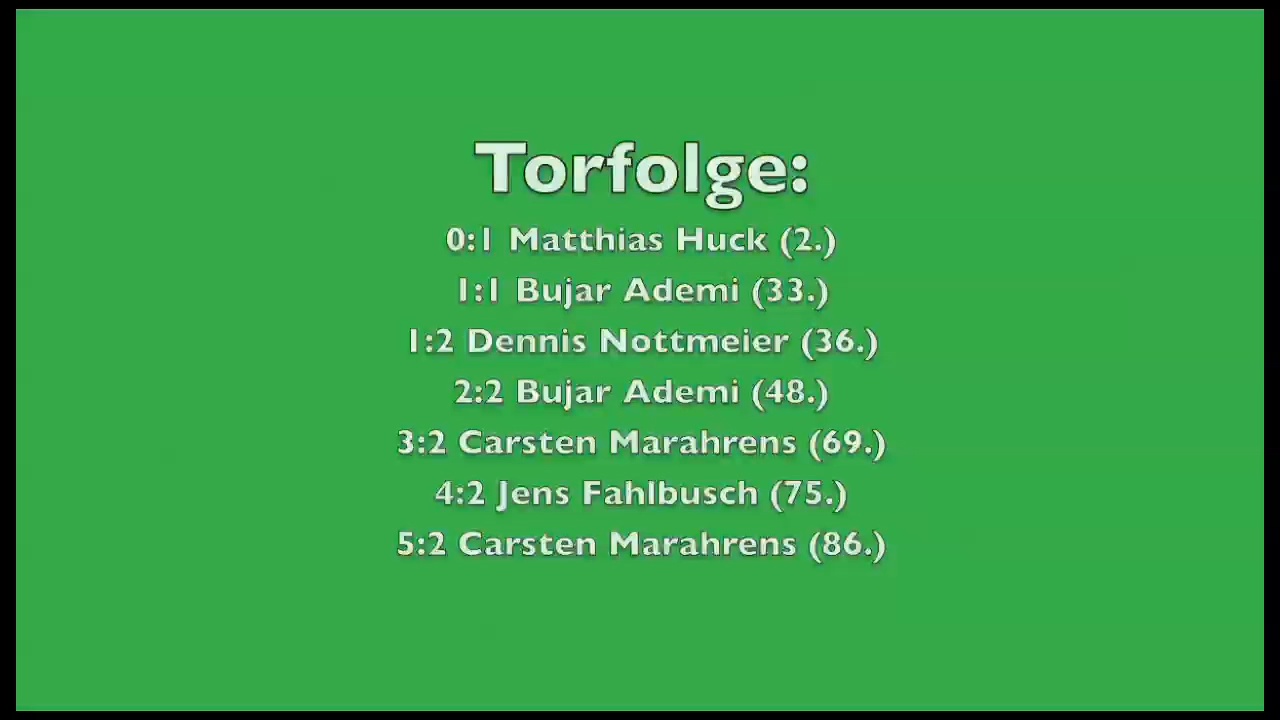 Torfolge:
0:1 Matthias Huck (2.)
1:1 Bujar Ademi (33.)
1:2 Dennis Nottmeier (36.)
2:2 Bujar Ademi (48.)
3:2 Carsten Marahrens (69.)
4:2 Jens Fahlbusch (75.)
5:2 Carsten Marahrens (86.)